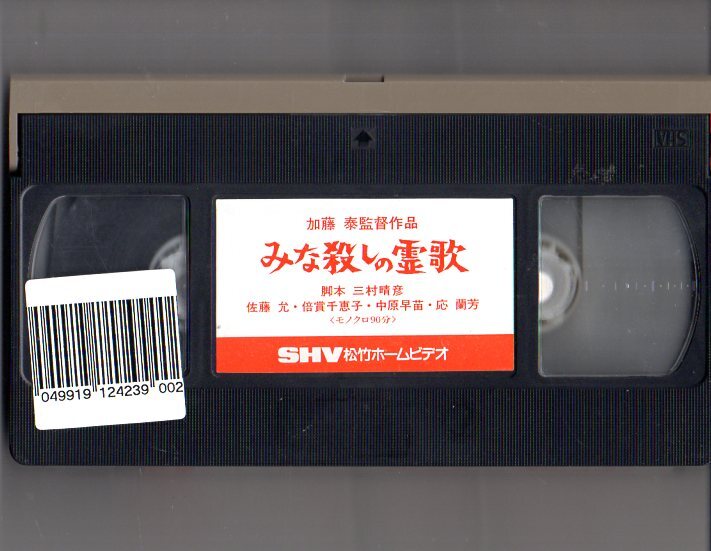 VHS
加藤 泰監督作品
みな殺しの霊歌
脚本 三村晴彦
佐藤 允・倍賞千恵子・中原早苗・応 蘭芳
〈モノクロ90分〉
SHV松竹ホームビデオ
049919 124239 002